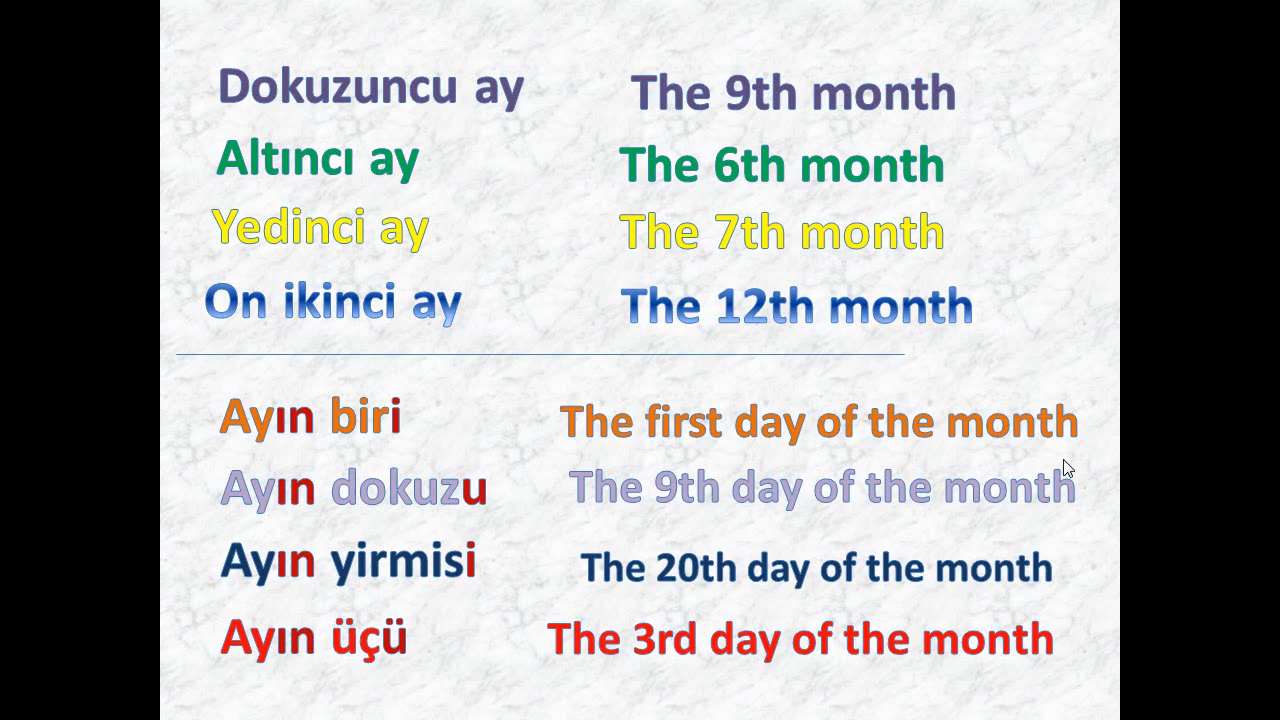 Dokuzuncu ay The 9th month
Altıncı ay The 6th month
Yedinci ay The 7th month
On ikinci ay The 12th month
Ayın biri The first day of the month
Ayın dokuzu The 9th day of the month
Ayın yirmisi The 20th day of the month
Ayın üçü The 3rd day of the month